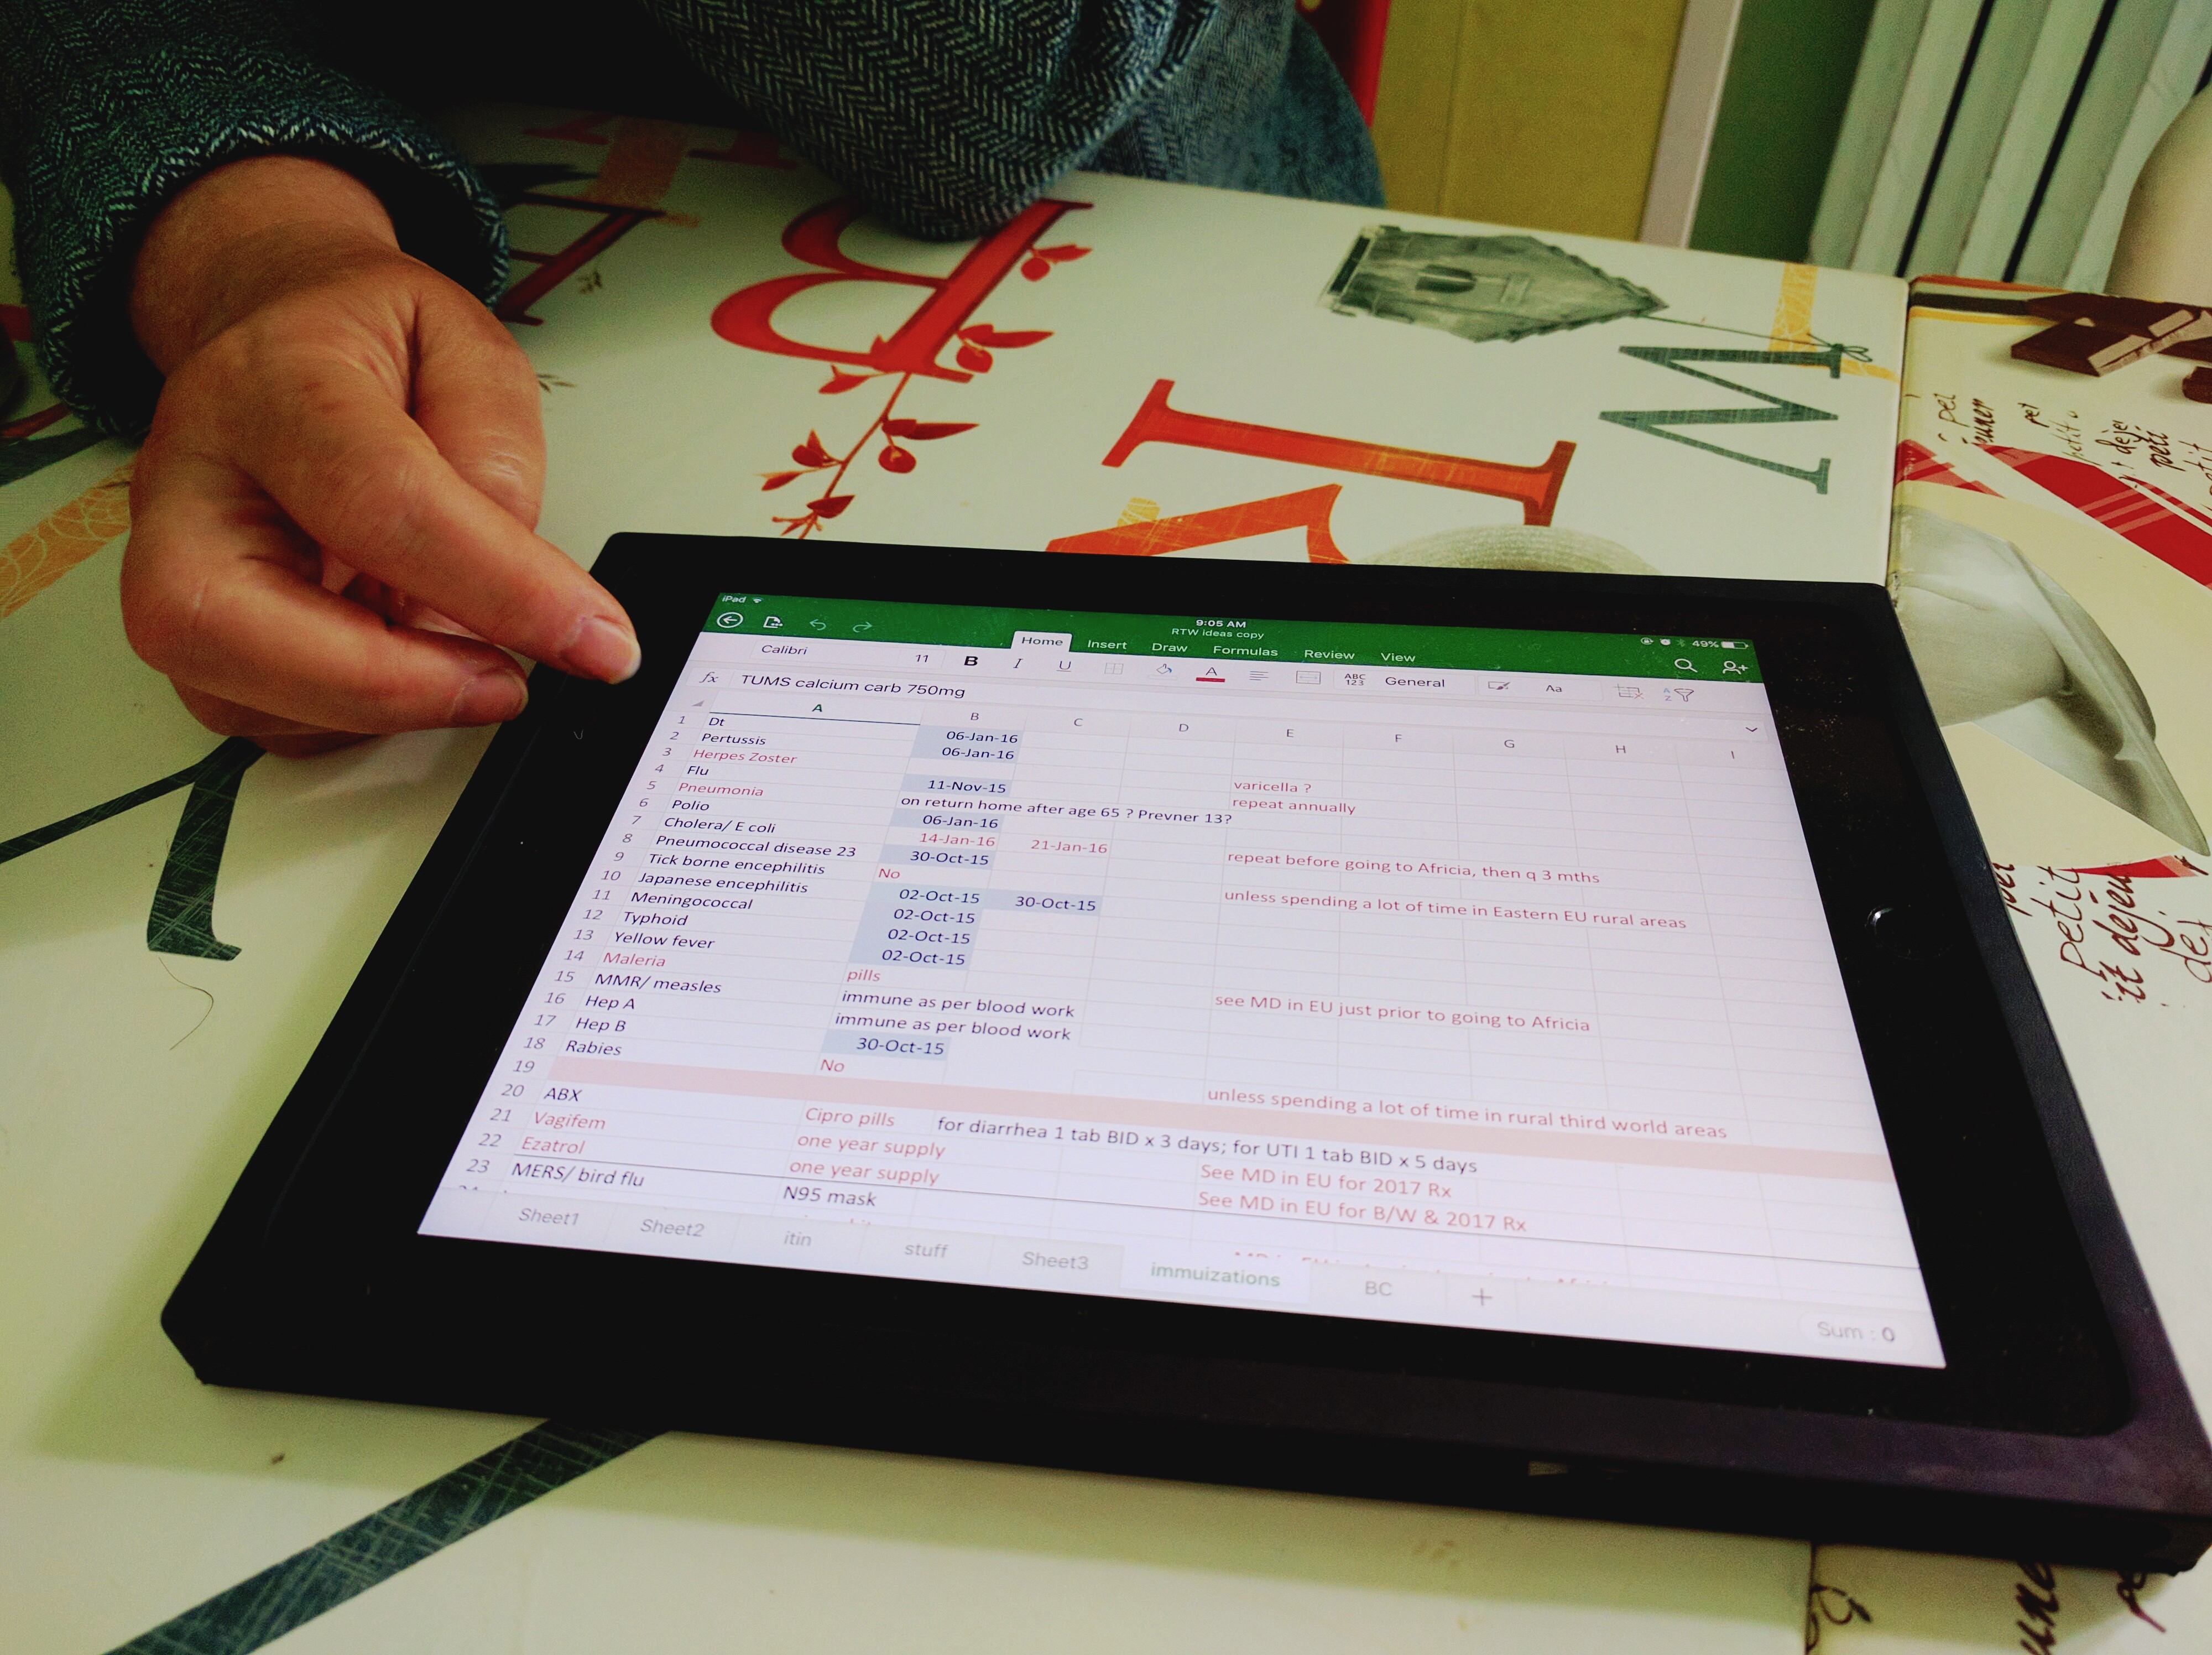 iPad
9:05 AM
49%
RTW ideas copy
Home Insert Draw Formulas Review View
Calibri 11 B I U A ABC 123 General Aa
fx TUMS calcium carb 750mg
A B C D E F G H I
1 Dt 06-Jan-16
2 Pertussis 06-Jan-16
3 Herpes Zoster varicella ?
4 Flu 11-Nov-15 repeat annually
5 Pneumonia on return home after age 65 ? Prevner 13?
6 Polio 06-Jan-16
7 Cholera/ E coli 14-Jan-16 21-Jan-16 repeat before going to Africia, then q 3 mths
8 Pneumococcal disease 23 30-Oct-15
9 Tick borne encephilitis No unless spending a lot of time in Eastern EU rural areas
10 Japanese encephilitis 02-Oct-15 30-Oct-15
11 Meningococcal 02-Oct-15
12 Typhoid 02-Oct-15
13 Yellow fever 02-Oct-15
14 Maleria pills see MD in EU just prior to going to Africia
15 MMR/ measles immune as per blood work
16 Hep A immune as per blood work
17 Hep B 30-Oct-15
18 Rabies No unless spending a lot of time in rural third world areas
19
20 ABX Cipro pills for diarrhea 1 tab BID x 3 days; for UTI 1 tab BID x 5 days
21 Vagifem one year supply See MD in EU for 2017 Rx
22 Ezatrol one year supply See MD in EU for B/W & 2017 Rx
23 MERS/ bird flu N95 mask
Sheet1 Sheet2 itin stuff Sheet3 immuizations BC +
Sum : 0
R
I
W
petit
dejeu